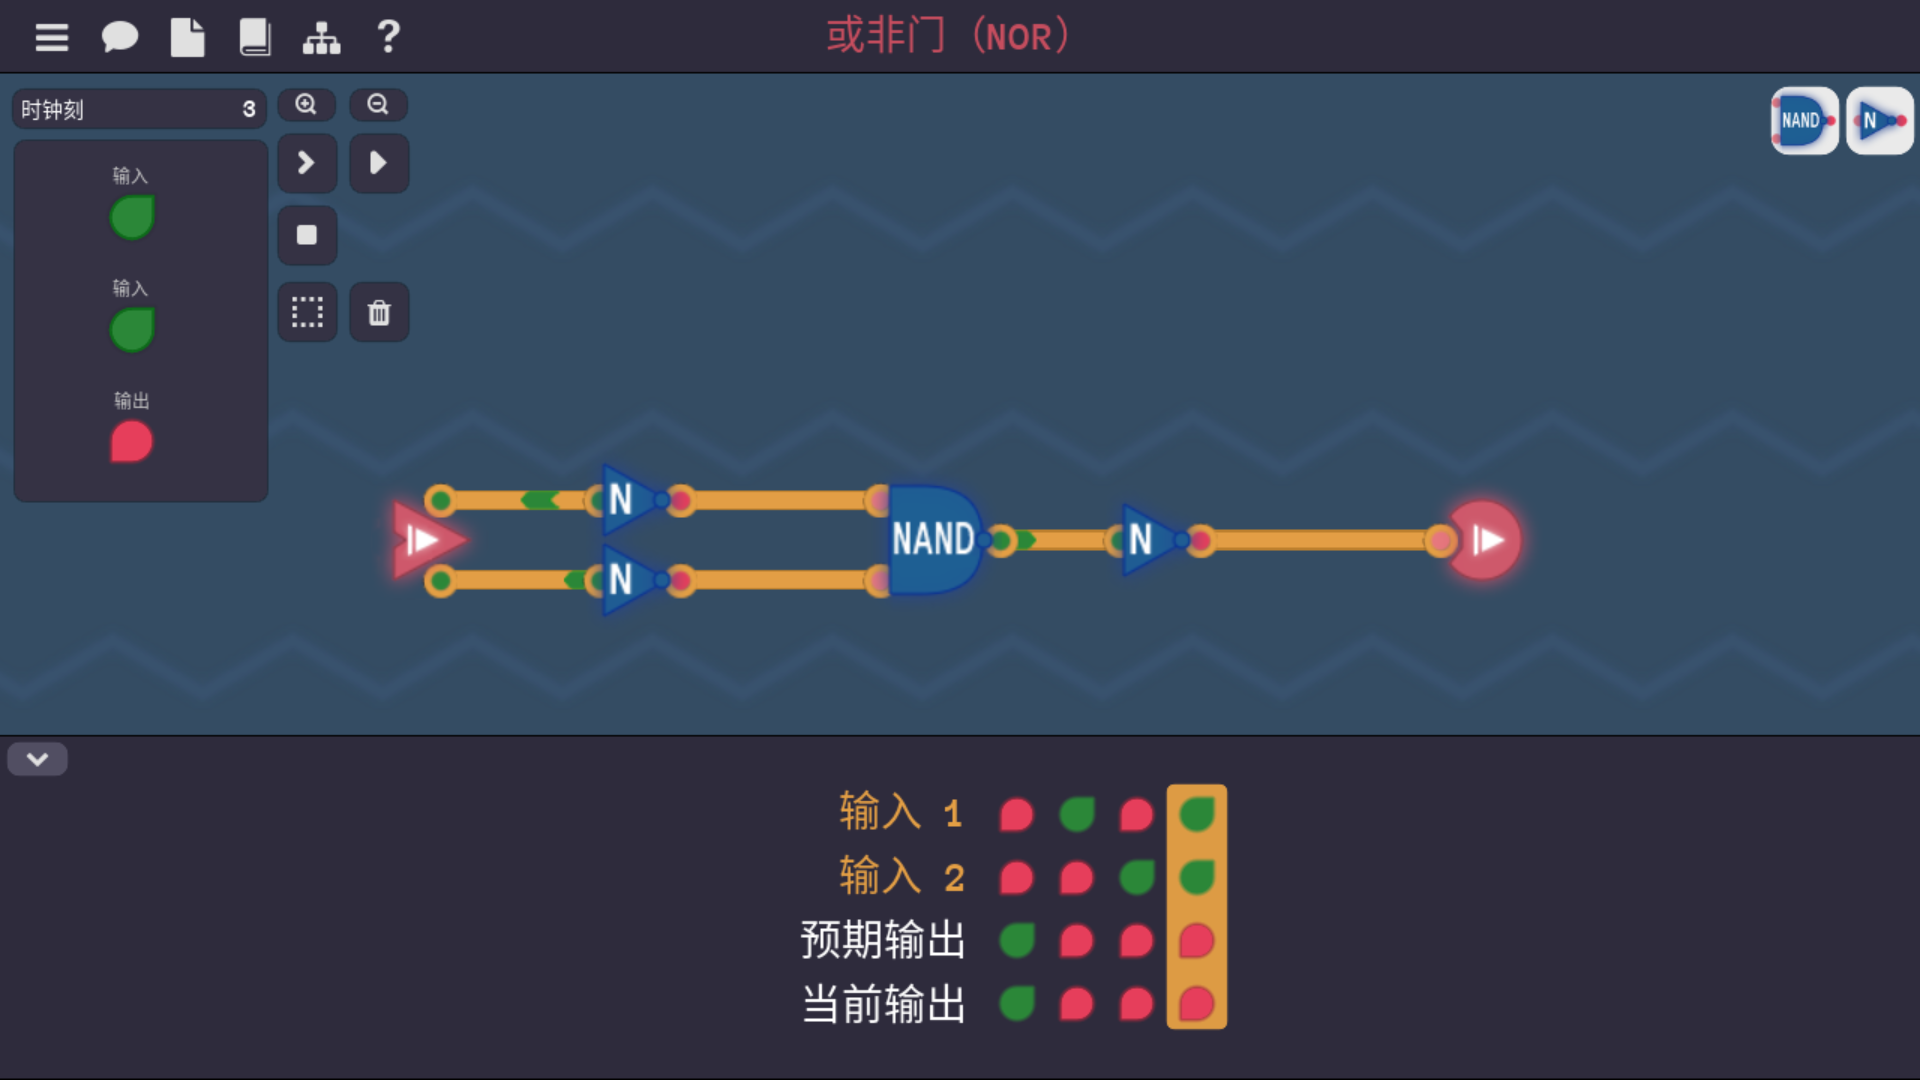 ?
或非门（NOR）
时钟刻 3
输入
输入
输出
NAND N
N
N
NAND
N
输入 1
输入 2
预期输出
当前输出